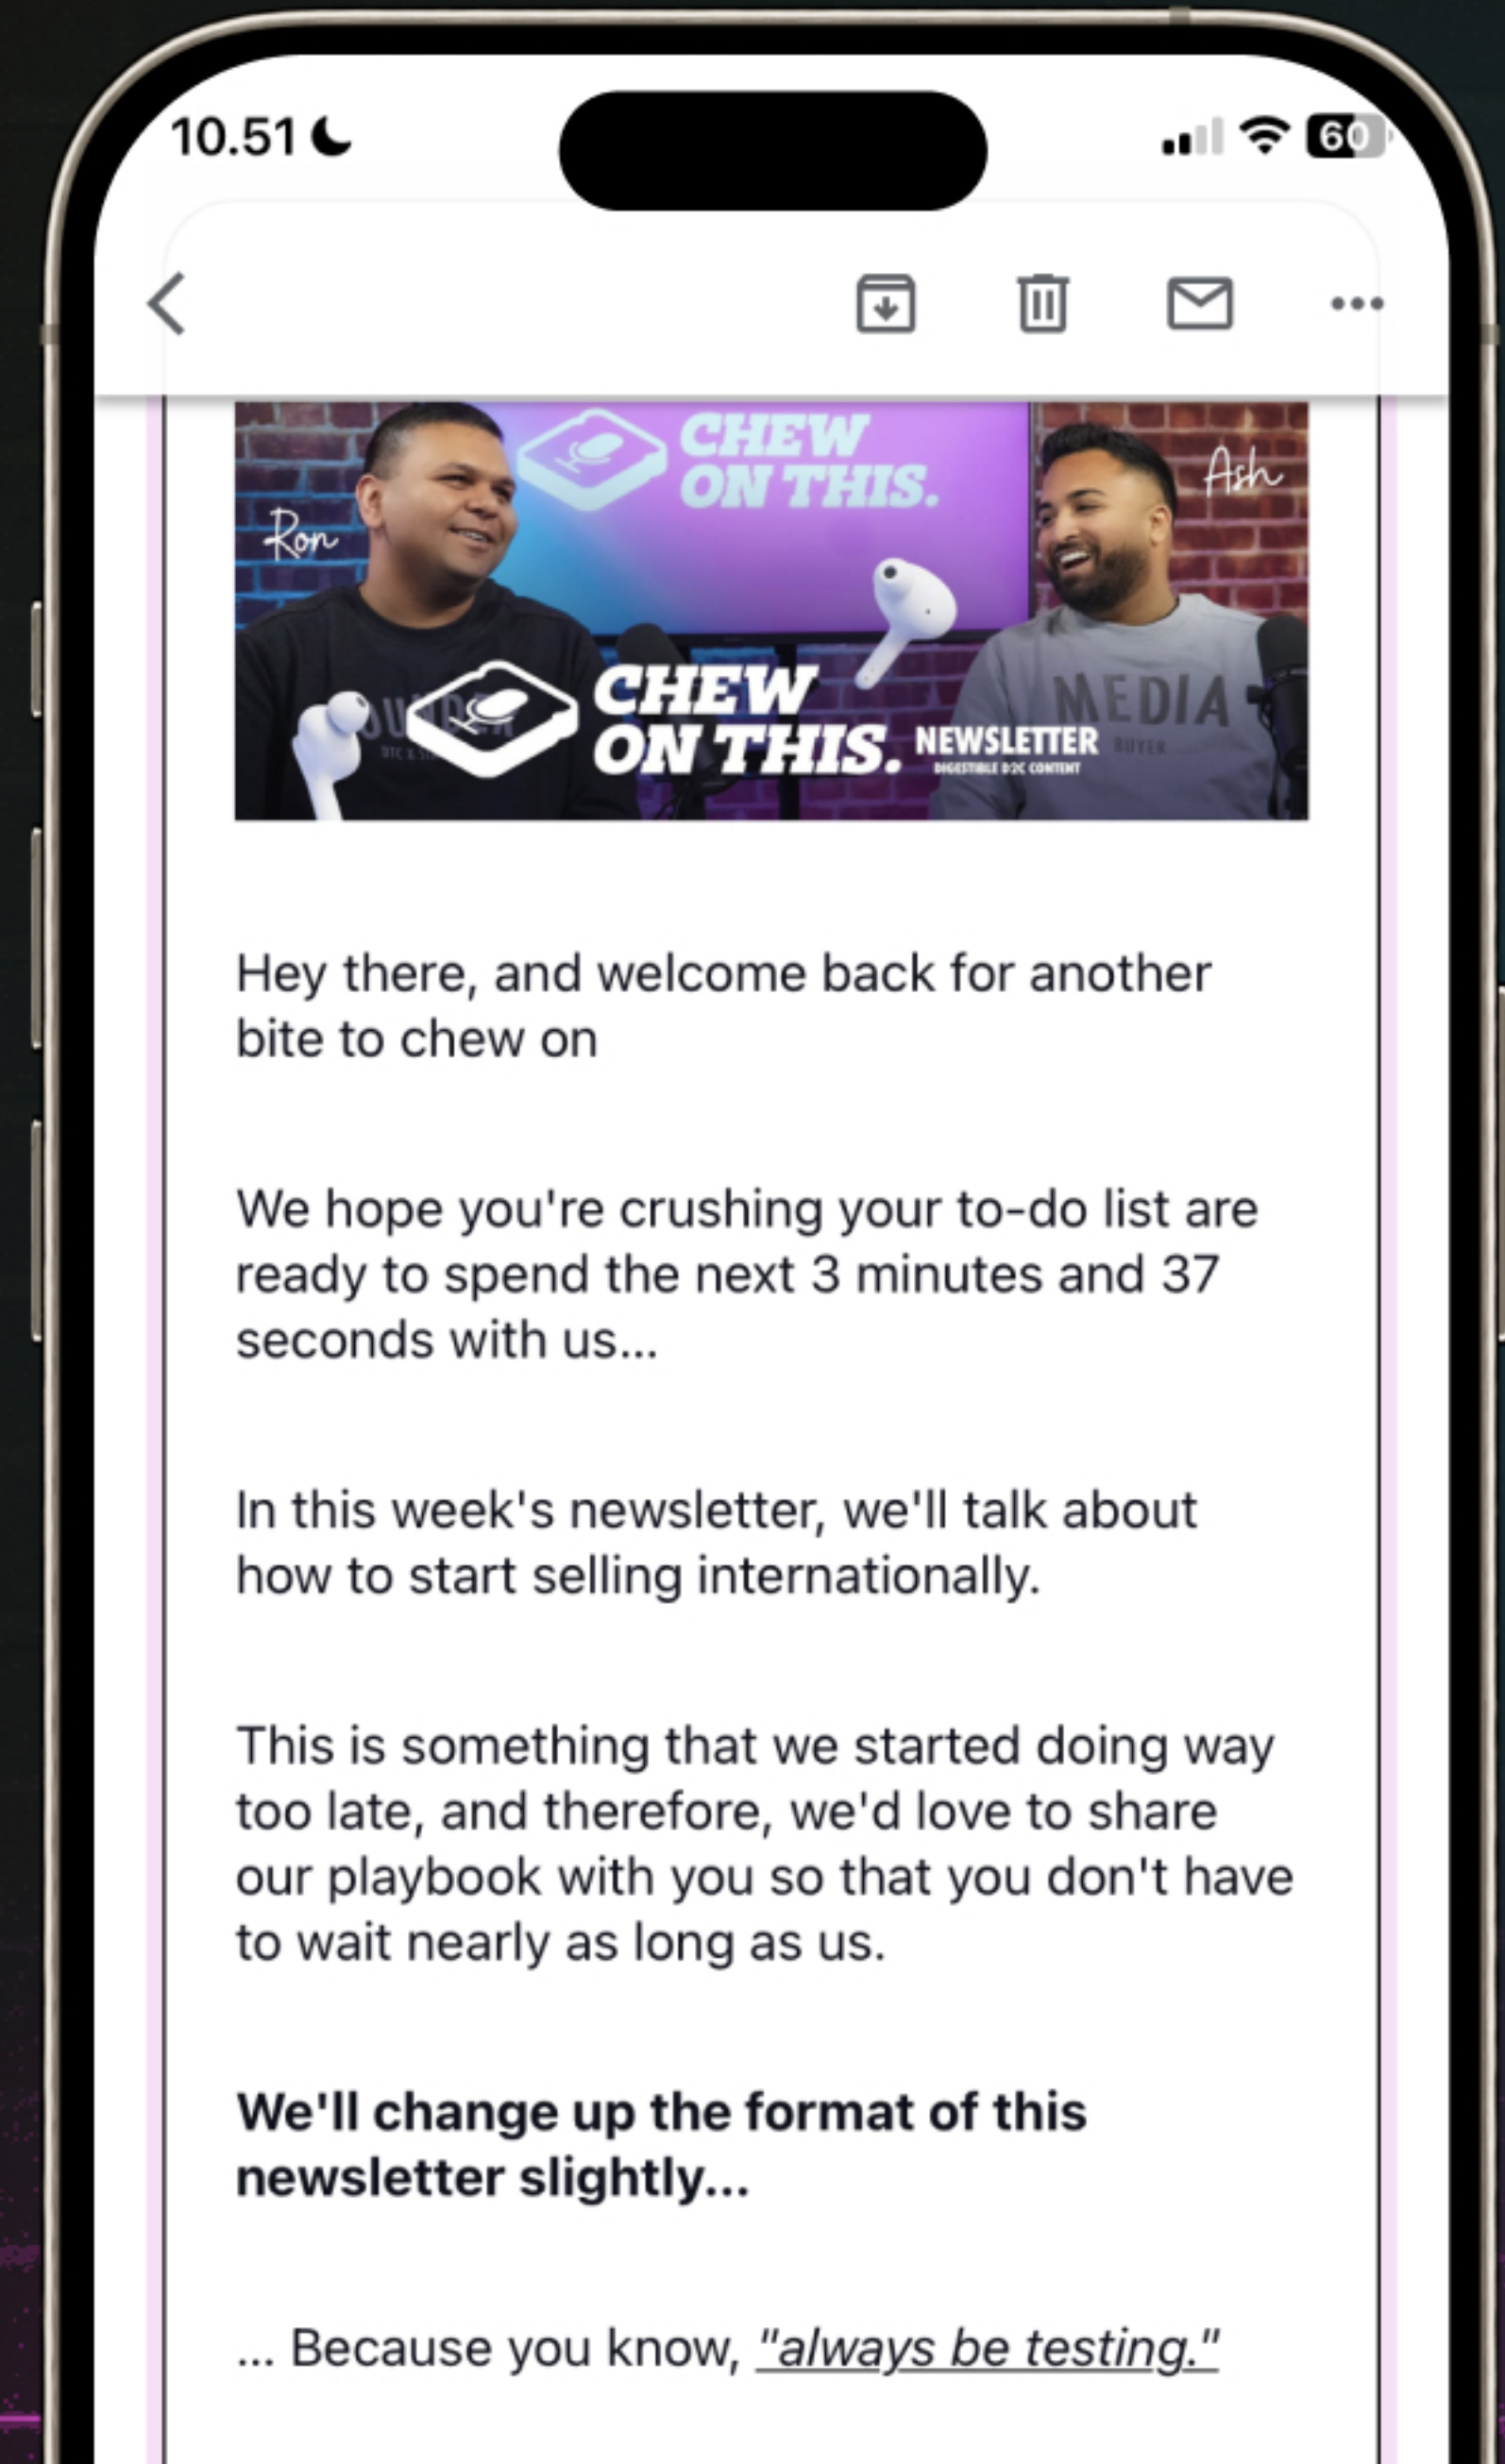 10.51
60
CHEW
ON THIS.
Ash
Ron
MEDIA
BUYER
CHEW
ON THIS.
NEWSLETTER
DIGESTIBLE D2C CONTENT
Hey there, and welcome back for another
bite to chew on
We hope you're crushing your to-do list are
ready to spend the next 3 minutes and 37
seconds with us...
In this week's newsletter, we'll talk about
how to start selling internationally.
This is something that we started doing way
too late, and therefore, we'd love to share
our playbook with you so that you don't have
to wait nearly as long as us.
We'll change up the format of this
newsletter slightly...
... Because you know, "always be testing."